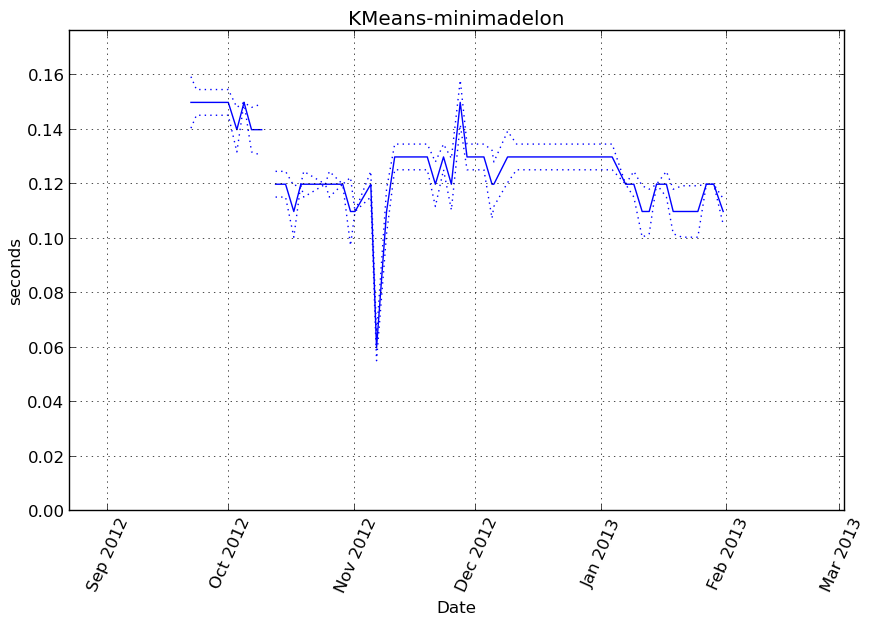 KMeans-minimadelon
0.16
0.14
0.12
0.10
0.08
0.06
0.04
0.02
0.00
seconds
Sep 2012
Oct 2012
Nov 2012
Dec 2012
Jan 2013
Feb 2013
Mar 2013
Date